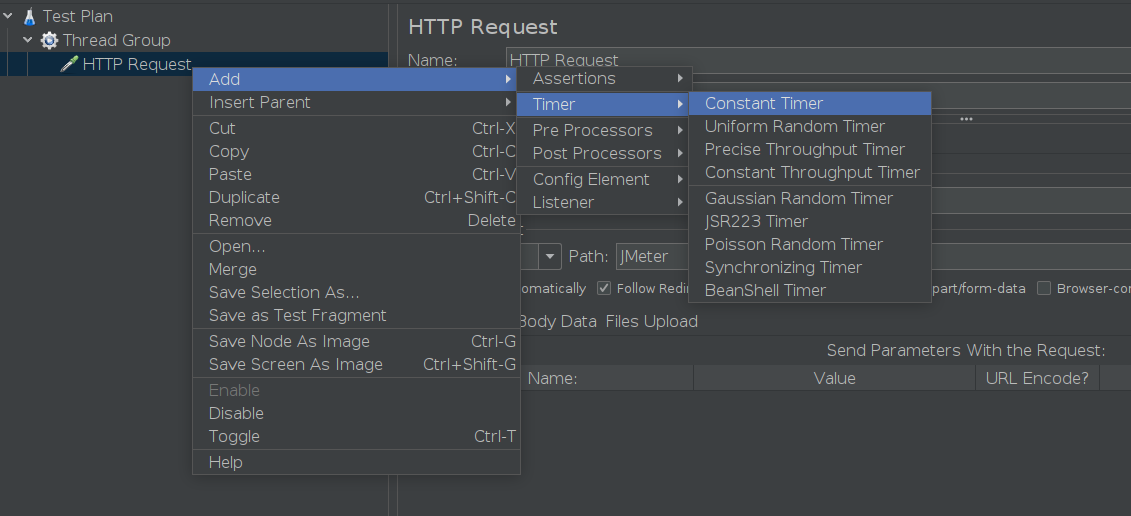 Test Plan
Thread Group
HTTP Request
HTTP Request
Name: HTTP Request
Add
Insert Parent
Cut Ctrl-X
Copy Ctrl-C
Paste Ctrl-V
Duplicate Ctrl+Shift-C
Remove Delete
Open...
Merge
Save Selection As...
Save as Test Fragment
Save Node As Image Ctrl-G
Save Screen As Image Ctrl+Shift-G
Enable
Disable
Toggle Ctrl-T
Help
Assertions
Timer
Pre Processors
Post Processors
Config Element
Listener
Constant Timer
Uniform Random Timer
Precise Throughput Timer
Constant Throughput Timer
Gaussian Random Timer
JSR223 Timer
Poisson Random Timer
Synchronizing Timer
BeanShell Timer
Path: JMeter
Follow Redi
part/form-data
Browser-co
Body Data Files Upload
Send Parameters With the Request:
Name: Value URL Encode?